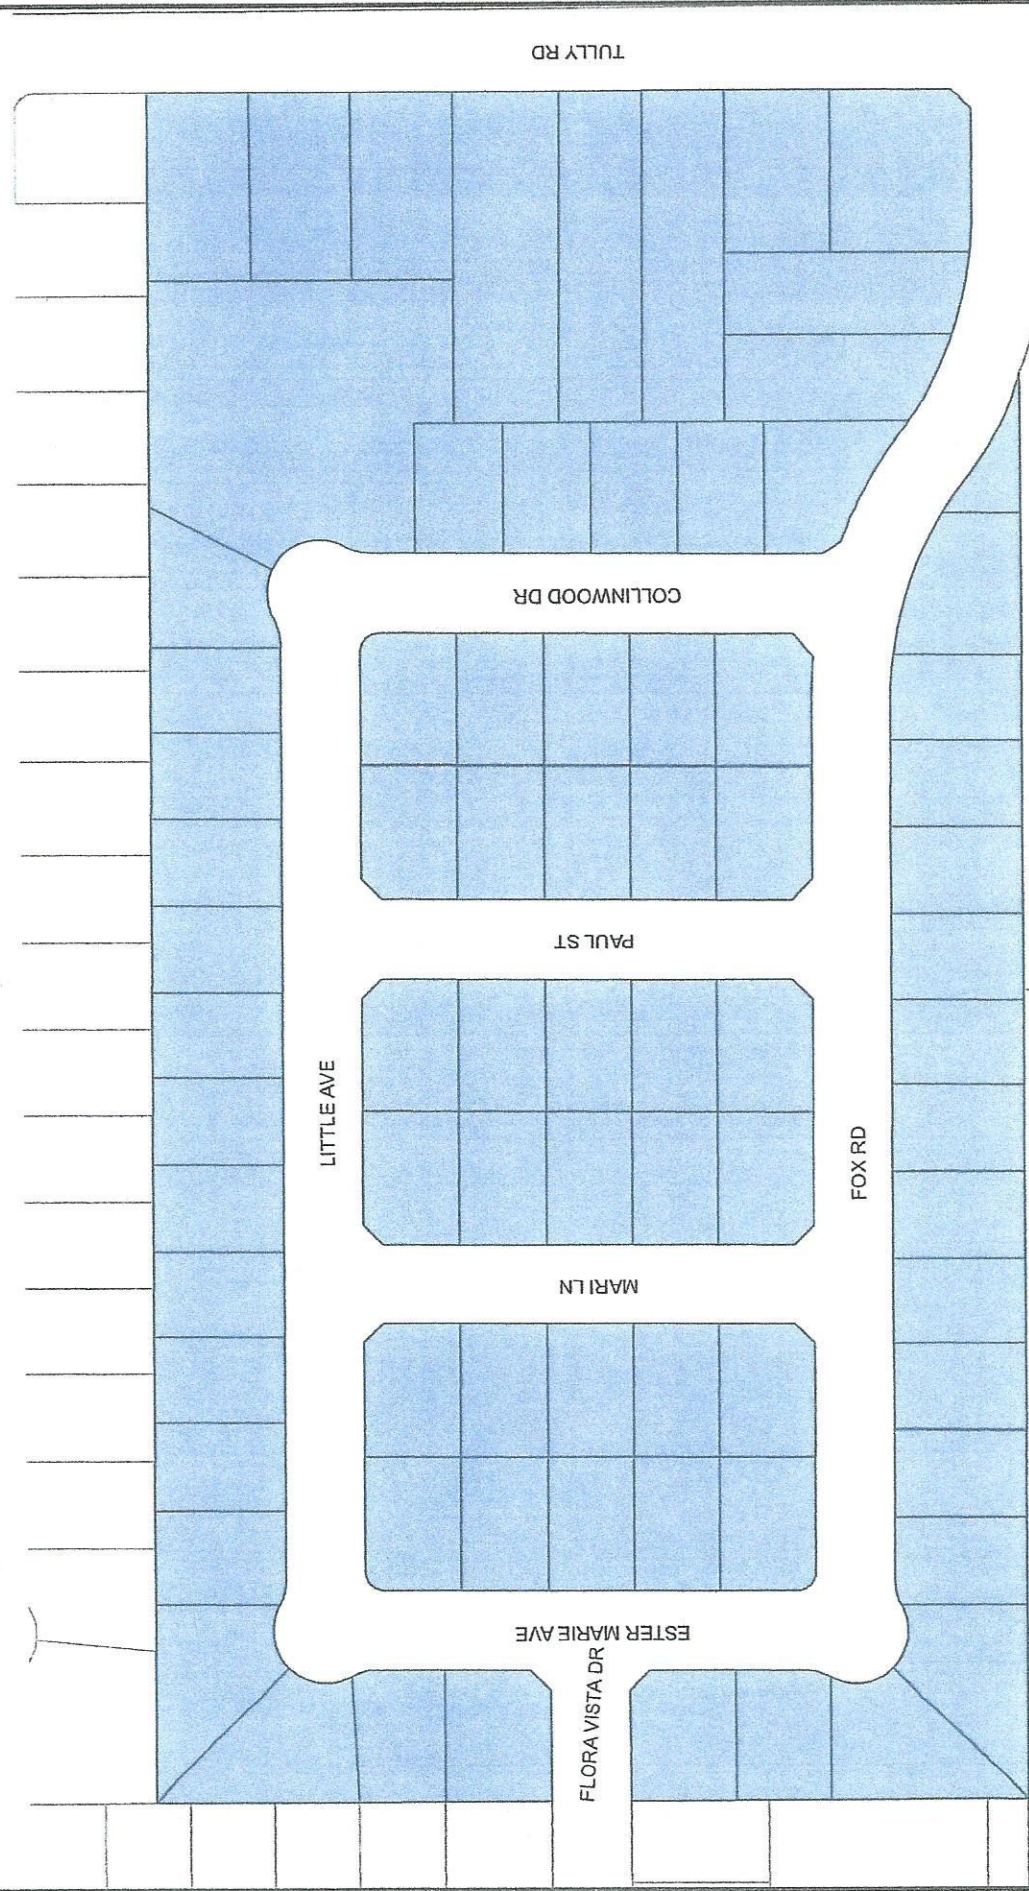 TULLY RD
COLLINWOOD DR
PAUL ST
LITTLE AVE
FOX RD
MARI LN
ESTER MARIE AVE
FLORA VISTA DR